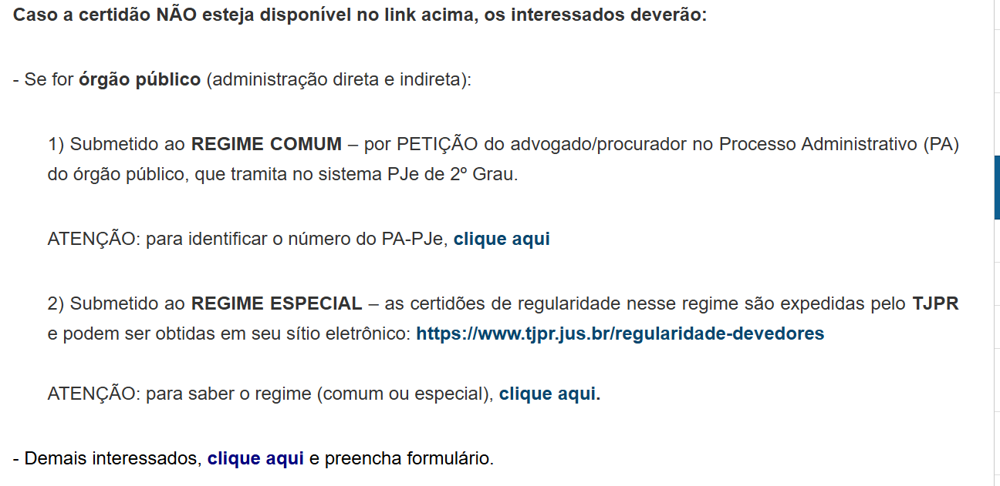 Caso a certidão NÃO esteja disponível no link acima, os interessados deverão:
- Se for órgão público (administração direta e indireta):
1) Submetido ao REGIME COMUM – por PETIÇÃO do advogado/procurador no Processo Administrativo (PA)
do órgão público, que tramita no sistema PJe de 2º Grau.
ATENÇÃO: para identificar o número do PA-PJe, clique aqui
2) Submetido ao REGIME ESPECIAL – as certidões de regularidade nesse regime são expedidas pelo TJPR
e podem ser obtidas em seu sítio eletrônico: https://www.tjpr.jus.br/regularidade-devedores
ATENÇÃO: para saber o regime (comum ou especial), clique aqui.
- Demais interessados, clique aqui e preencha formulário.